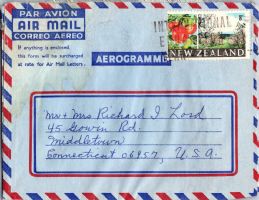 PAR AVION
AIR MAIL
CORREO AEREO
If anything is enclosed,
this form will be surcharged
at rate for Air Mail Letters.
AEROGRAMME
NEW ZEALAND
Mr + Mrs Richard I Lord
45 Gowin Rd.
Middletown
Connecticut 06957, U.S.A.